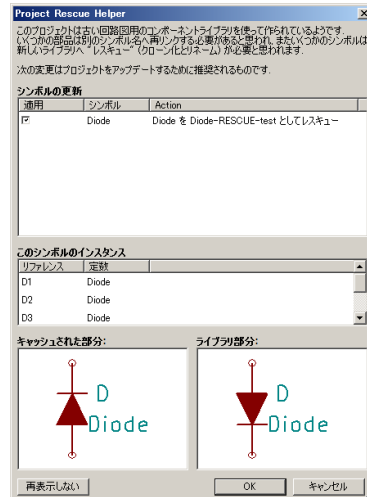 Project Rescue Helper
このプロジェクトは古い回路図用のコンポーネントライブラリを使って作られているようです.
いくつかの部品は別のシンボル名へ再リンクする必要があると思われ, またいくつかのシンボルは
新しいライブラリへ "レスキュー" (クローン化とリネーム) が必要と思われます.
次の変更はプロジェクトをアップデートするために推奨されるものです.
シンボルの更新
適用 シンボル Action
Diode Diode を Diode-RESCUE-test としてレスキュー
このシンボルのインスタンス
リファレンス 定数
D1 Diode
D2 Diode
D3 Diode
キャッシュされた部分: ライブラリ部分:
D D
Diode Diode
再表示しない OK キャンセル